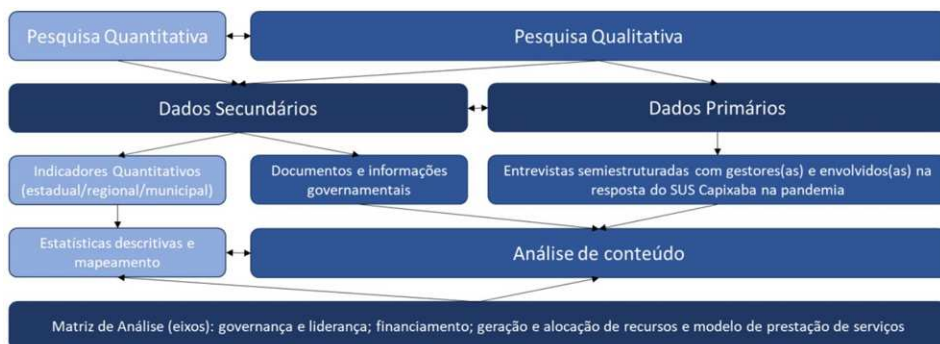 Pesquisa Quantitativa
Pesquisa Qualitativa
Dados Secundários
Dados Primários
Indicadores Quantitativos
(estadual/regional/municipal)
Documentos e informações
governamentais
Entrevistas semiestruturadas com gestores(as) e envolvidos(as) na
resposta do SUS Capixaba na pandemia
Estatísticas descritivas e
mapeamento
Análise de conteúdo
Matriz de Análise (eixos): governança e liderança; financiamento; geração e alocação de recursos e modelo de prestação de serviços